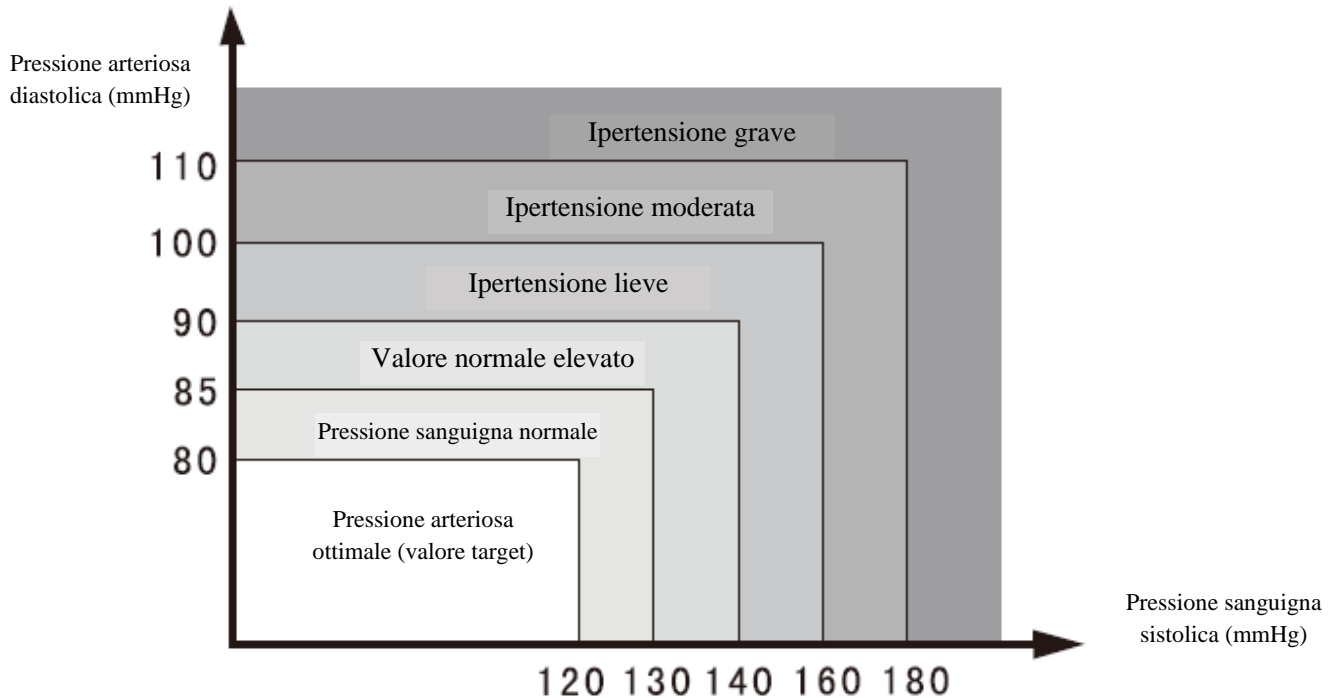 Pressione arteriosa
diastolica (mmHg)
Ipertensione grave
110
Ipertensione moderata
100
Ipertensione lieve
90
Valore normale elevato
85
Pressione sanguigna normale
80
Pressione arteriosa
ottimale (valore target)
Pressione sanguigna
sistolica (mmHg)
120 130 140 160 180